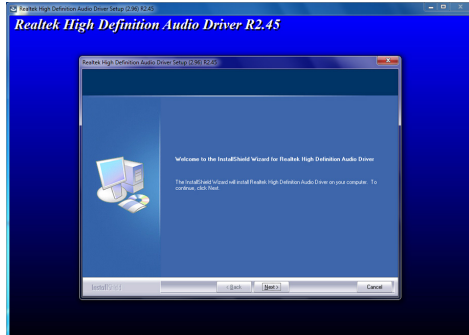 Realtek High Definition Audio Driver Setup (2.96) R2.45
Realtek High Definition Audio Driver R2.45
Realtek High Definition Audio Driver Setup (2.96) R2.45
Welcome to the InstallShield Wizard for Realtek High Definition Audio Driver
The InstallShield Wizard will install Realtek High Definition Audio Driver on your computer. To
continue, click Next.
InstallShield
< Back
Next >
Cancel